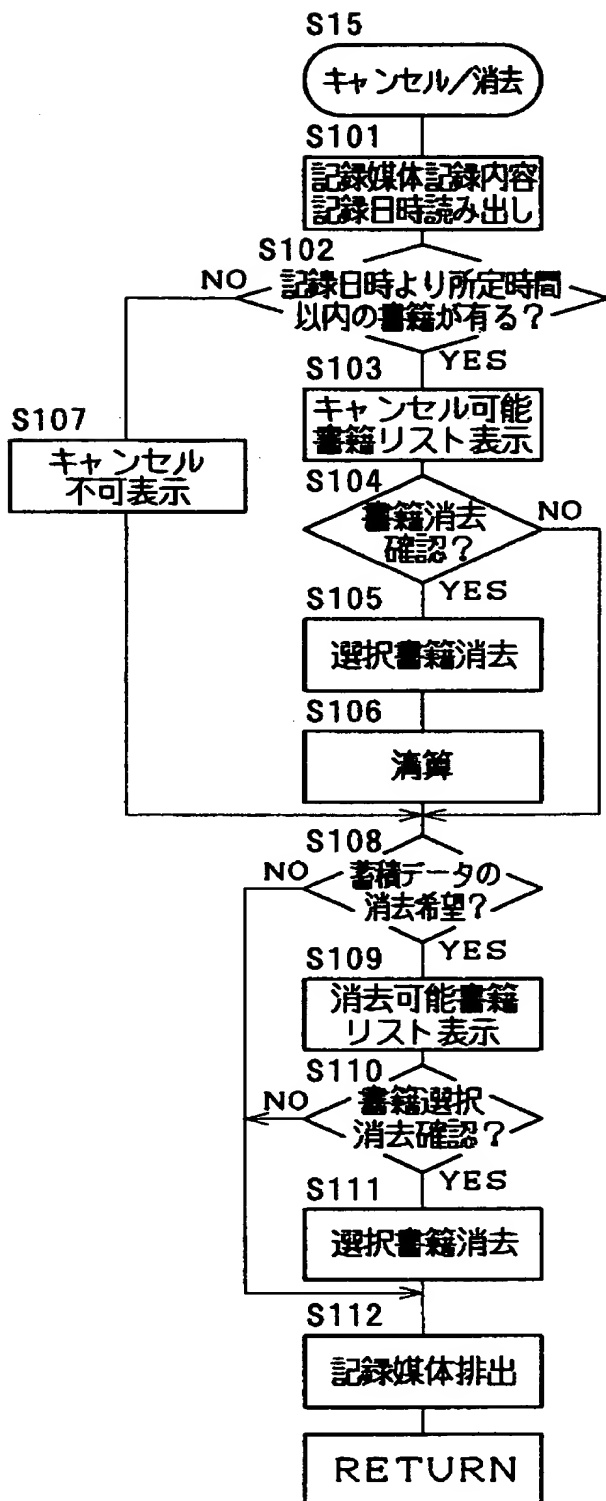 S15
キャンセル/消去
S101
記録媒体記録内容
記録日時読み出し
S102
NO
記録日時より所定時間
以内の書籍が有る?
YES
S103
キャンセル可能
書籍リスト表示
S107
キャンセル
不可表示
S104
書籍消去
確認?
NO
YES
S105
選択書籍消去
S106
清算
S108
NO
蓄積データの
消去希望?
YES
S109
消去可能書籍
リスト表示
S110
NO
書籍選択
消去確認?
YES
S111
選択書籍消去
S112
記録媒体排出
RETURN